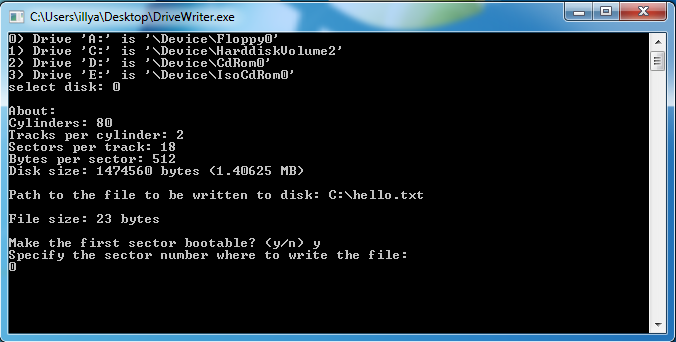 C:\Users\illya\Desktop\DriveWriter.exe
0) Drive 'A:' is '\Device\Floppy0'
1) Drive 'C:' is '\Device\HarddiskVolume2'
2) Drive 'D:' is '\Device\CdRom0'
3) Drive 'E:' is '\Device\IsoCdRom0'
select disk: 0
About:
Cylinders: 80
Tracks per cylinder: 2
Sectors per track: 18
Bytes per sector: 512
Disk size: 1474560 bytes (1.40625 MB)
Path to the file to be written to disk: C:\hello.txt
File size: 23 bytes
Make the first sector bootable? (y/n) y
Specify the sector number where to write the file:
0